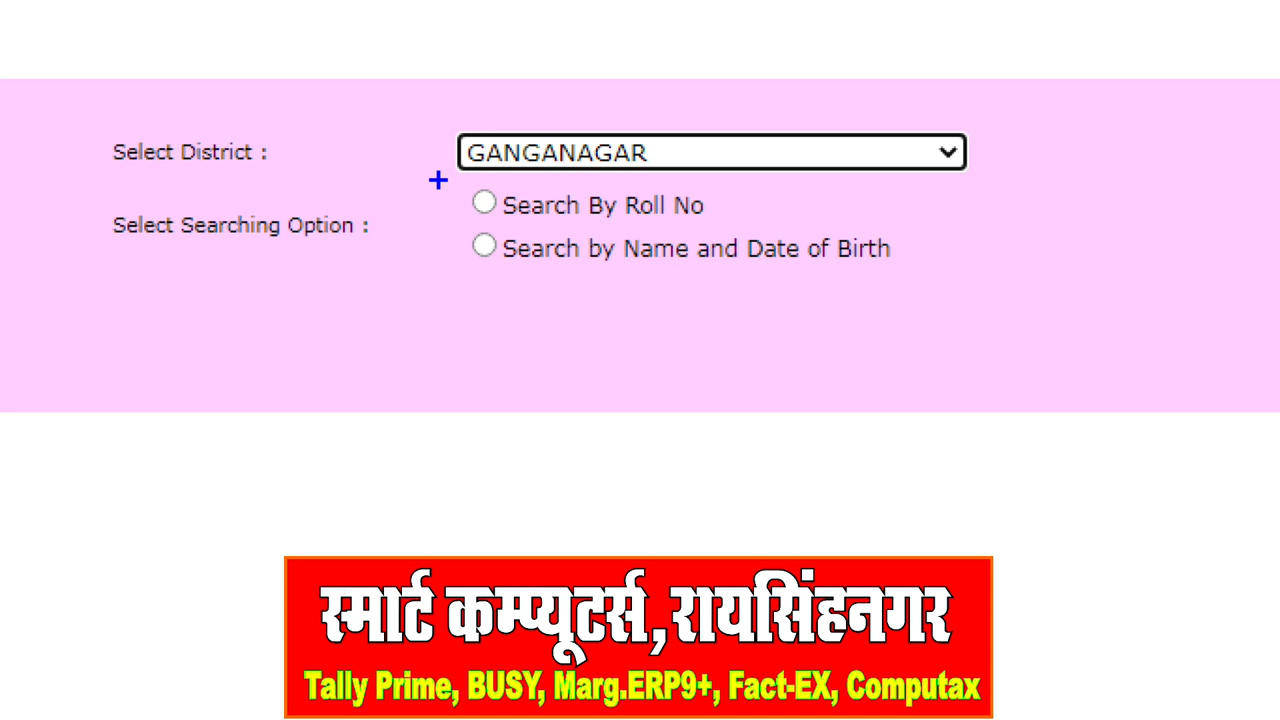 Select District :
GANGANAGAR
Select Searching Option :
Search By Roll No
Search by Name and Date of Birth
स्मार्ट कम्प्यूटर्स,रायसिंहनगर
Tally Prime, BUSY, Marg.ERP9+, Fact-EX, Computax